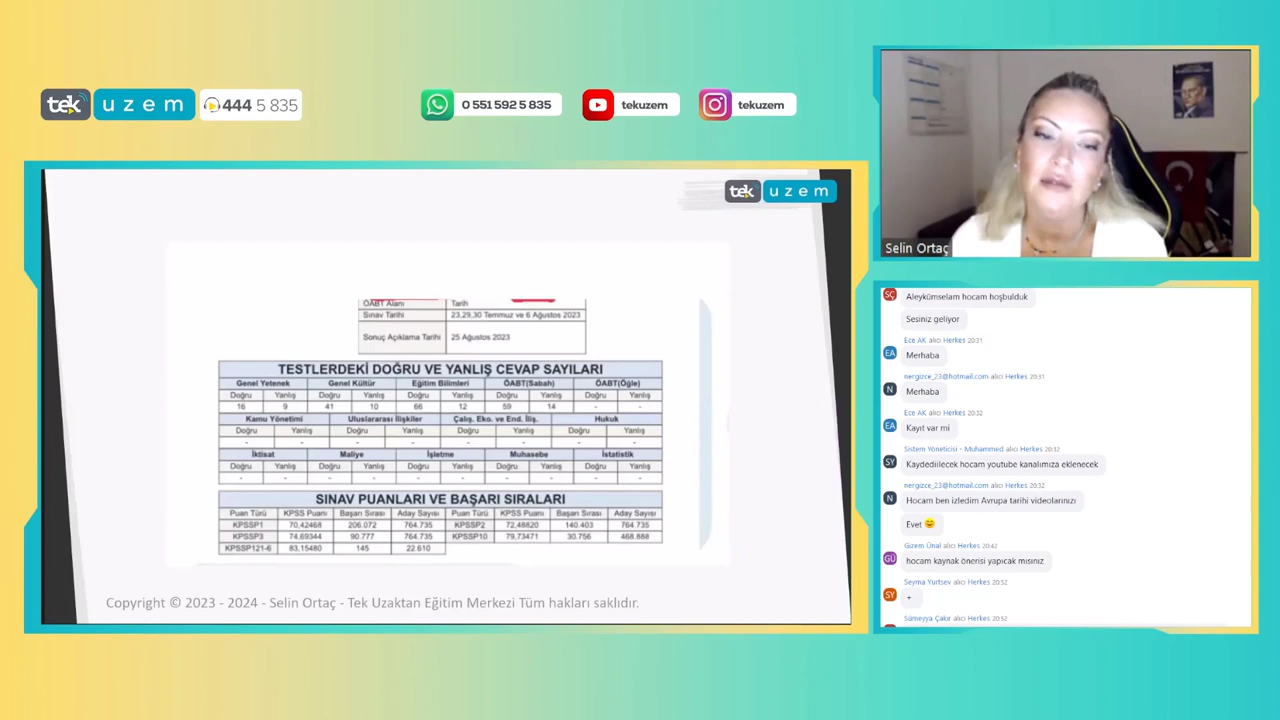 tek uzem 444 5 835
0 551 592 5 835
tekuzem
tekuzem
tek uzem
ÖABT Alanı Tarih
Sınav Tarihi 23,29,30 Temmuz ve 6 Ağustos 2023
Sonuç Açıklama Tarihi 25 Ağustos 2023
TESTLERDEKİ DOĞRU VE YANLIŞ CEVAP SAYILARI
Genel Yetenek Genel Kültür Eğitim Bilimleri ÖABT(Sabah) ÖABT(Öğle)
Doğru Yanlış Doğru Yanlış Doğru Yanlış Doğru Yanlış Doğru Yanlış
16 9 41 10 66 12 59 14 - -
Kamu Yönetimi Uluslararası İlişkiler Çalış. Eko. ve End. İliş. Hukuk
Doğru Yanlış Doğru Yanlış Doğru Yanlış Doğru Yanlış
- - - - - - - -
İktisat Maliye İşletme Muhasebe İstatistik
Doğru Yanlış Doğru Yanlış Doğru Yanlış Doğru Yanlış Doğru Yanlış
- - - - - - - - - -
SINAV PUANLARI VE BAŞARI SIRALARI
Puan Türü KPSS Puanı Başarı Sırası Aday Sayısı Puan Türü KPSS Puanı Başarı Sırası Aday Sayısı
KPSSP1 70,42468 206.072 764.735 KPSSP2 72,48820 140.403 764.735
KPSSP3 74,69344 90.777 764.735 KPSSP10 79,73471 30.756 468.888
KPSSP121-6 83,15480 145 22.610
Copyright © 2023 - 2024 - Selin Ortaç - Tek Uzaktan Eğitim Merkezi Tüm hakları saklıdır.
Selin Ortaç
SÇ Aleykümselam hocam hoşbulduk
Sesiniz geliyor
Ece AK alıcı Herkes 20:31
EA Merhaba
nergizce_23@hotmail.com alıcı Herkes 20:31
N Merhaba
Ece AK alıcı Herkes 20:32
EA Kayıt var mi
Sistem Yöneticisi - Muhammed alıcı Herkes 20:32
SY Kaydediilecek hocam youtube kanalımıza eklenecek
nergizce_23@hotmail.com alıcı Herkes 20:32
N Hocam ben izledim Avrupa tarihi videolarınızı
Evet
Gizem Ünal alıcı Herkes 20:42
GÜ hocam kaynak önerisi yapıcak mısınız
Seyma Yurtsev alıcı Herkes 20:52
SY +
Sümeyya Çakır alıcı Herkes 20:52